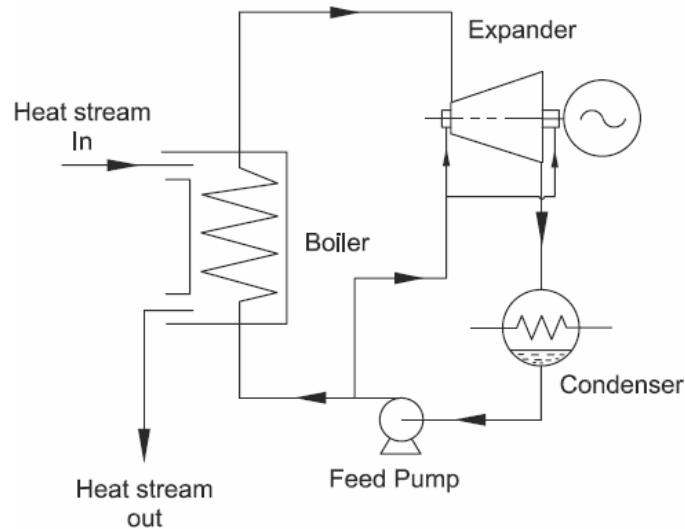 Expander
Heat stream
In
Boiler
Condenser
Feed Pump
Heat stream
out